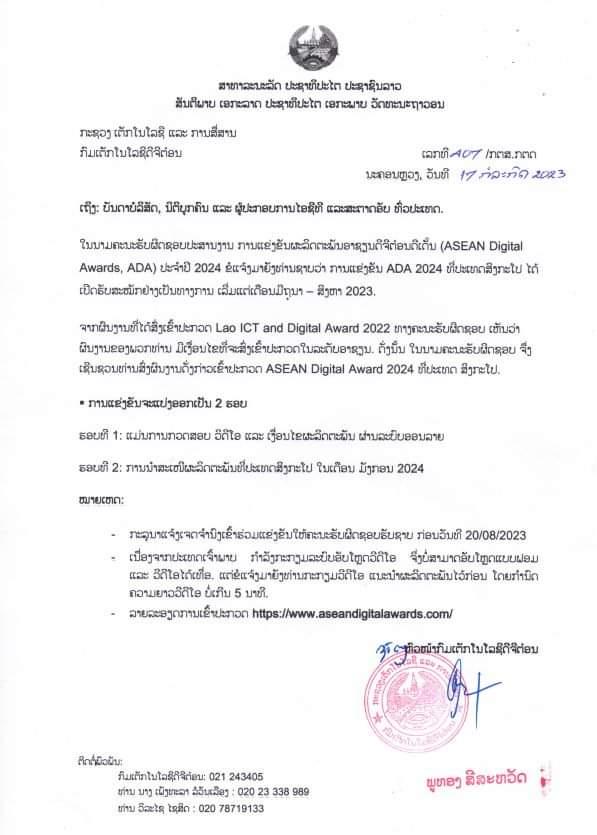 ສາທາລະນະລັດ ປະຊາທິປະໄຕ ປະຊາຊົນລາວ
ສັນຕິພາບ ເອກະລາດ ປະຊາທິປະໄຕ ເອກະພາບ ວັດທະນະຖາວອນ
ກະຊວງ ເຕັກໂນໂລຊີ ແລະ ການສື່ສານ
ກົມເຕັກໂນໂລຊີດີຈີຕ່ອນ
ເລກທີ 1407 /ກຕສ.ກຕດ
ນະຄອນຫຼວງ, ວັນທີ 17 ກໍລະກົດ 2023
ເຖິງ: ບັນດາບໍລິສັດ, ນິຕິບຸກຄົນ ແລະ ຜູ້ປະກອບການໄອຊີທີ ແລະສະຕາດອັບ ທົ່ວປະເທດ.
ໃນນາມຄະນະຮັບຜິດຊອບປະສານງານ ການແຂ່ງຂັນຜະລິດຕະພັນອາຊຽນດີຈີຕ່ອນດີເດັ່ນ (ASEAN Digital
Awards, ADA) ປະຈຳປີ 2024 ຂໍແຈ້ງມາຍັງທ່ານຊາບວ່າ ການແຂ່ງຂັນ ADA 2024 ທີ່ປະເທດສິງກະໂປ ໄດ້
ເປີດຮັບສະໝັກຢ່າງເປັນທາງການ ເລີ່ມແຕ່ເດືອນມິຖຸນາ – ສິງຫາ 2023.
ຈາກຜົນງານທີ່ໄດ້ສົ່ງເຂົ້າປະກວດ Lao ICT and Digital Award 2022 ທາງຄະນະຮັບຜິດຊອບ ເຫັນວ່າ
ຜົນງານຂອງພວກທ່ານ ມີເງື່ອນໄຂທີ່ຈະສົ່ງເຂົ້າປະກວດໃນລະດັບອາຊຽນ. ດັ່ງນັ້ນ ໃນນາມຄະນະຮັບຜິດຊອບ ຈຶ່ງ
ເຊີນຊວນທ່ານສົ່ງຜົນງານດັ່ງກ່າວເຂົ້າປະກວດ ASEAN Digital Award 2024 ທີ່ປະເທດ ສິງກະໂປ.
▪ ການແຂ່ງຂັນຈະແບ່ງອອກເປັນ 2 ຮອບ
ຮອບທີ 1: ແມ່ນການກວດສອບ ວິດີໂອ ແລະ ເງື່ອນໄຂຜະລິດຕະພັນ ຜ່ານລະບົບອອນລາຍ
ຮອບທີ 2: ການນຳສະເໜີຜະລິດຕະພັນທີ່ປະເທດສິງກະໂປ ໃນເດືອນ ມັງກອນ 2024
ໝາຍເຫດ:
- ກະລຸນາແຈ້ງເຈດຈຳນົງເຂົ້າຮ່ວມແຂ່ງຂັນໃຫ້ຄະນະຮັບຜິດຊອບຮັບຊາບ ກ່ອນວັນທີ 20/08/2023
- ເນື່ອງຈາກປະເທດເຈົ້າພາບ ກຳລັງກະກຽມລະບົບອັບໂຫຼດວີດີໂອ ຈຶ່ງບໍ່ສາມາດອັບໂຫຼດແບບຟອມ
ແລະ ວີດີໂອໄດ້ເທື່ອ. ແຕ່ຂໍແຈ້ງມາຍັງທ່ານກະກຽມວີດີໂອ ແນະນຳຜະລິດຕະພັນໄວ້ກ່ອນ ໂດຍກຳນົດ
ຄວາມຍາວວີດີໂອ ບໍ່ເກີນ 5 ນາທີ.
- ລາຍລະອຽດການເຂົ້າປະກວດ https://www.aseandigitalawards.com/
ຫົວໜ້າກົມເຕັກໂນໂລຊີດີຈີຕ່ອນ
ພູທອງ ສີລະຫວັດ
ຕິດຕໍ່ພົວພັນ:
ກົມເຕັກໂນໂລຊີດີຈີຕ່ອນ: 021 243405
ທ່ານ ນາງ ເພັງທະລາ ລໍວັນເລືອງ : 020 23 338 989
ທ່ານ ວິລະໄຊ ໄຊສິດ : 020 78719133